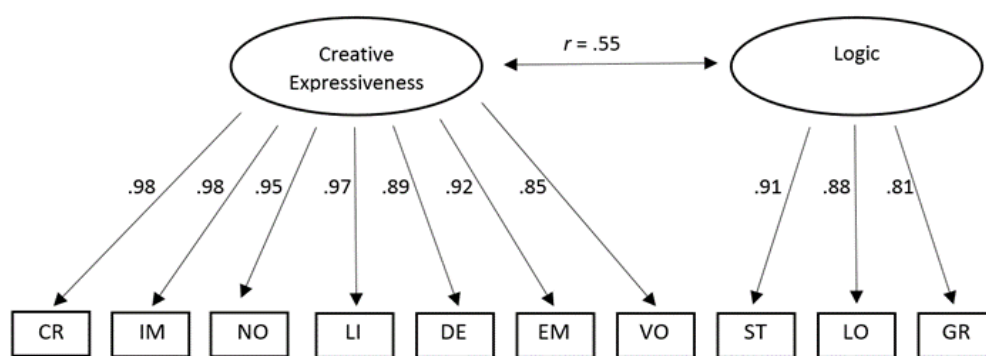 Creative
Expressiveness
r = .55
Logic
.98
.98
.95
.97
.89
.92
.85
.91
.88
.81
CR
IM
NO
LI
DE
EM
VO
ST
LO
GR